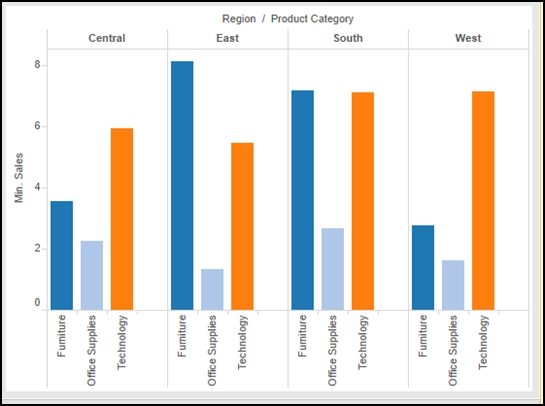 Region / Product Category
Central East South West
Min. Sales
8
6
4
2
0
Furniture Office Supplies Technology Furniture Office Supplies Technology Furniture Office Supplies Technology Furniture Office Supplies Technology